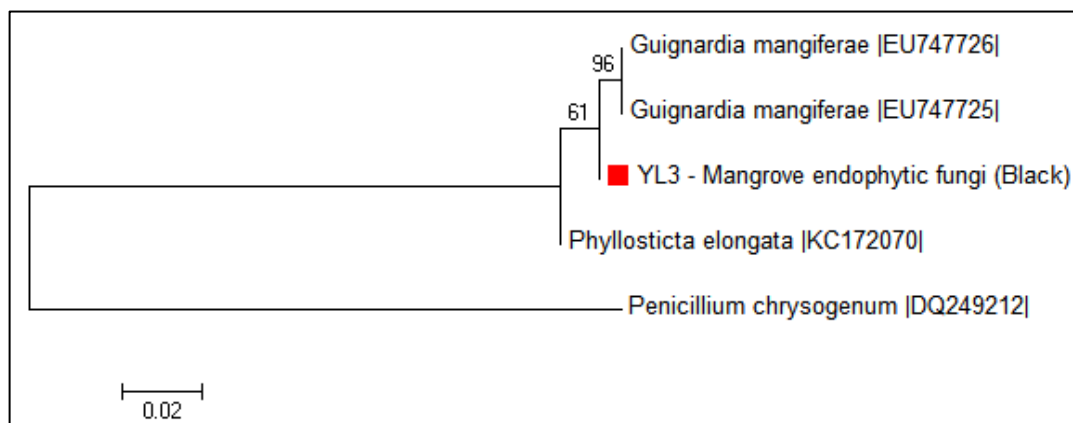 Guignardia mangiferae |EU747726|
96
Guignardia mangiferae |EU747725|
61
YL3 - Mangrove endophytic fungi (Black)
Phyllosticta elongata |KC172070|
Penicillium chrysogenum |DQ249212|
0.02